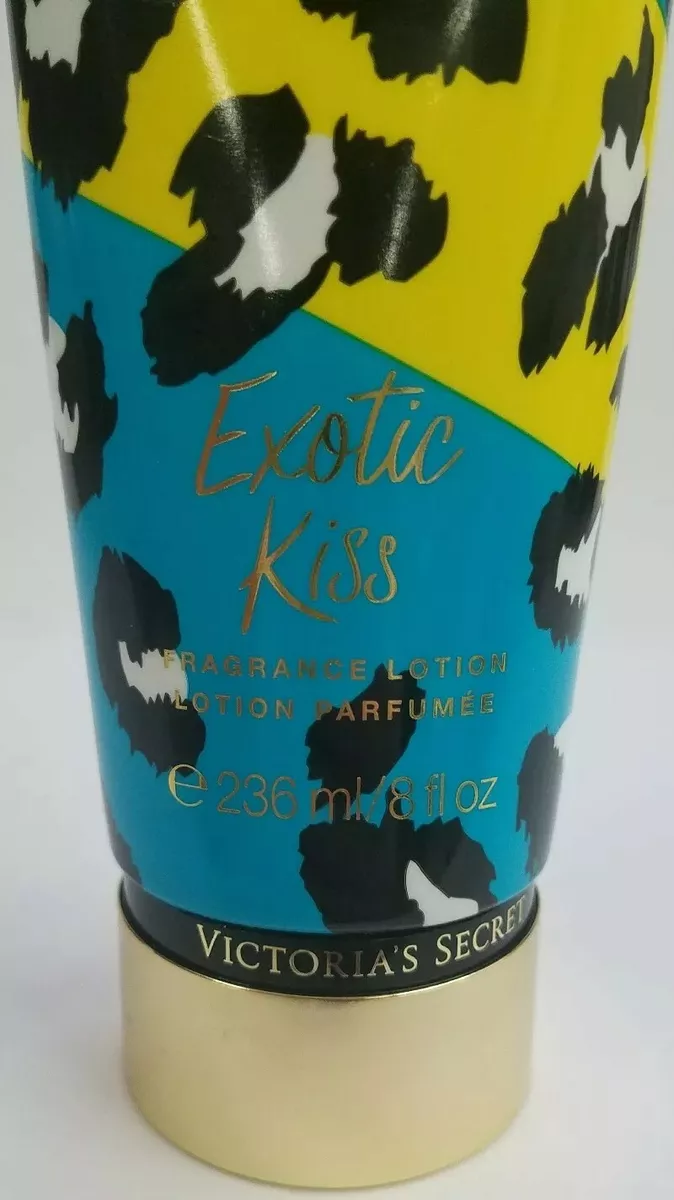 Exotic
Kiss
FRAGRANCE LOTION
LOTION PARFUMÉE
℮ 236 ml/8 fl oz
VICTORIA'S SECRET